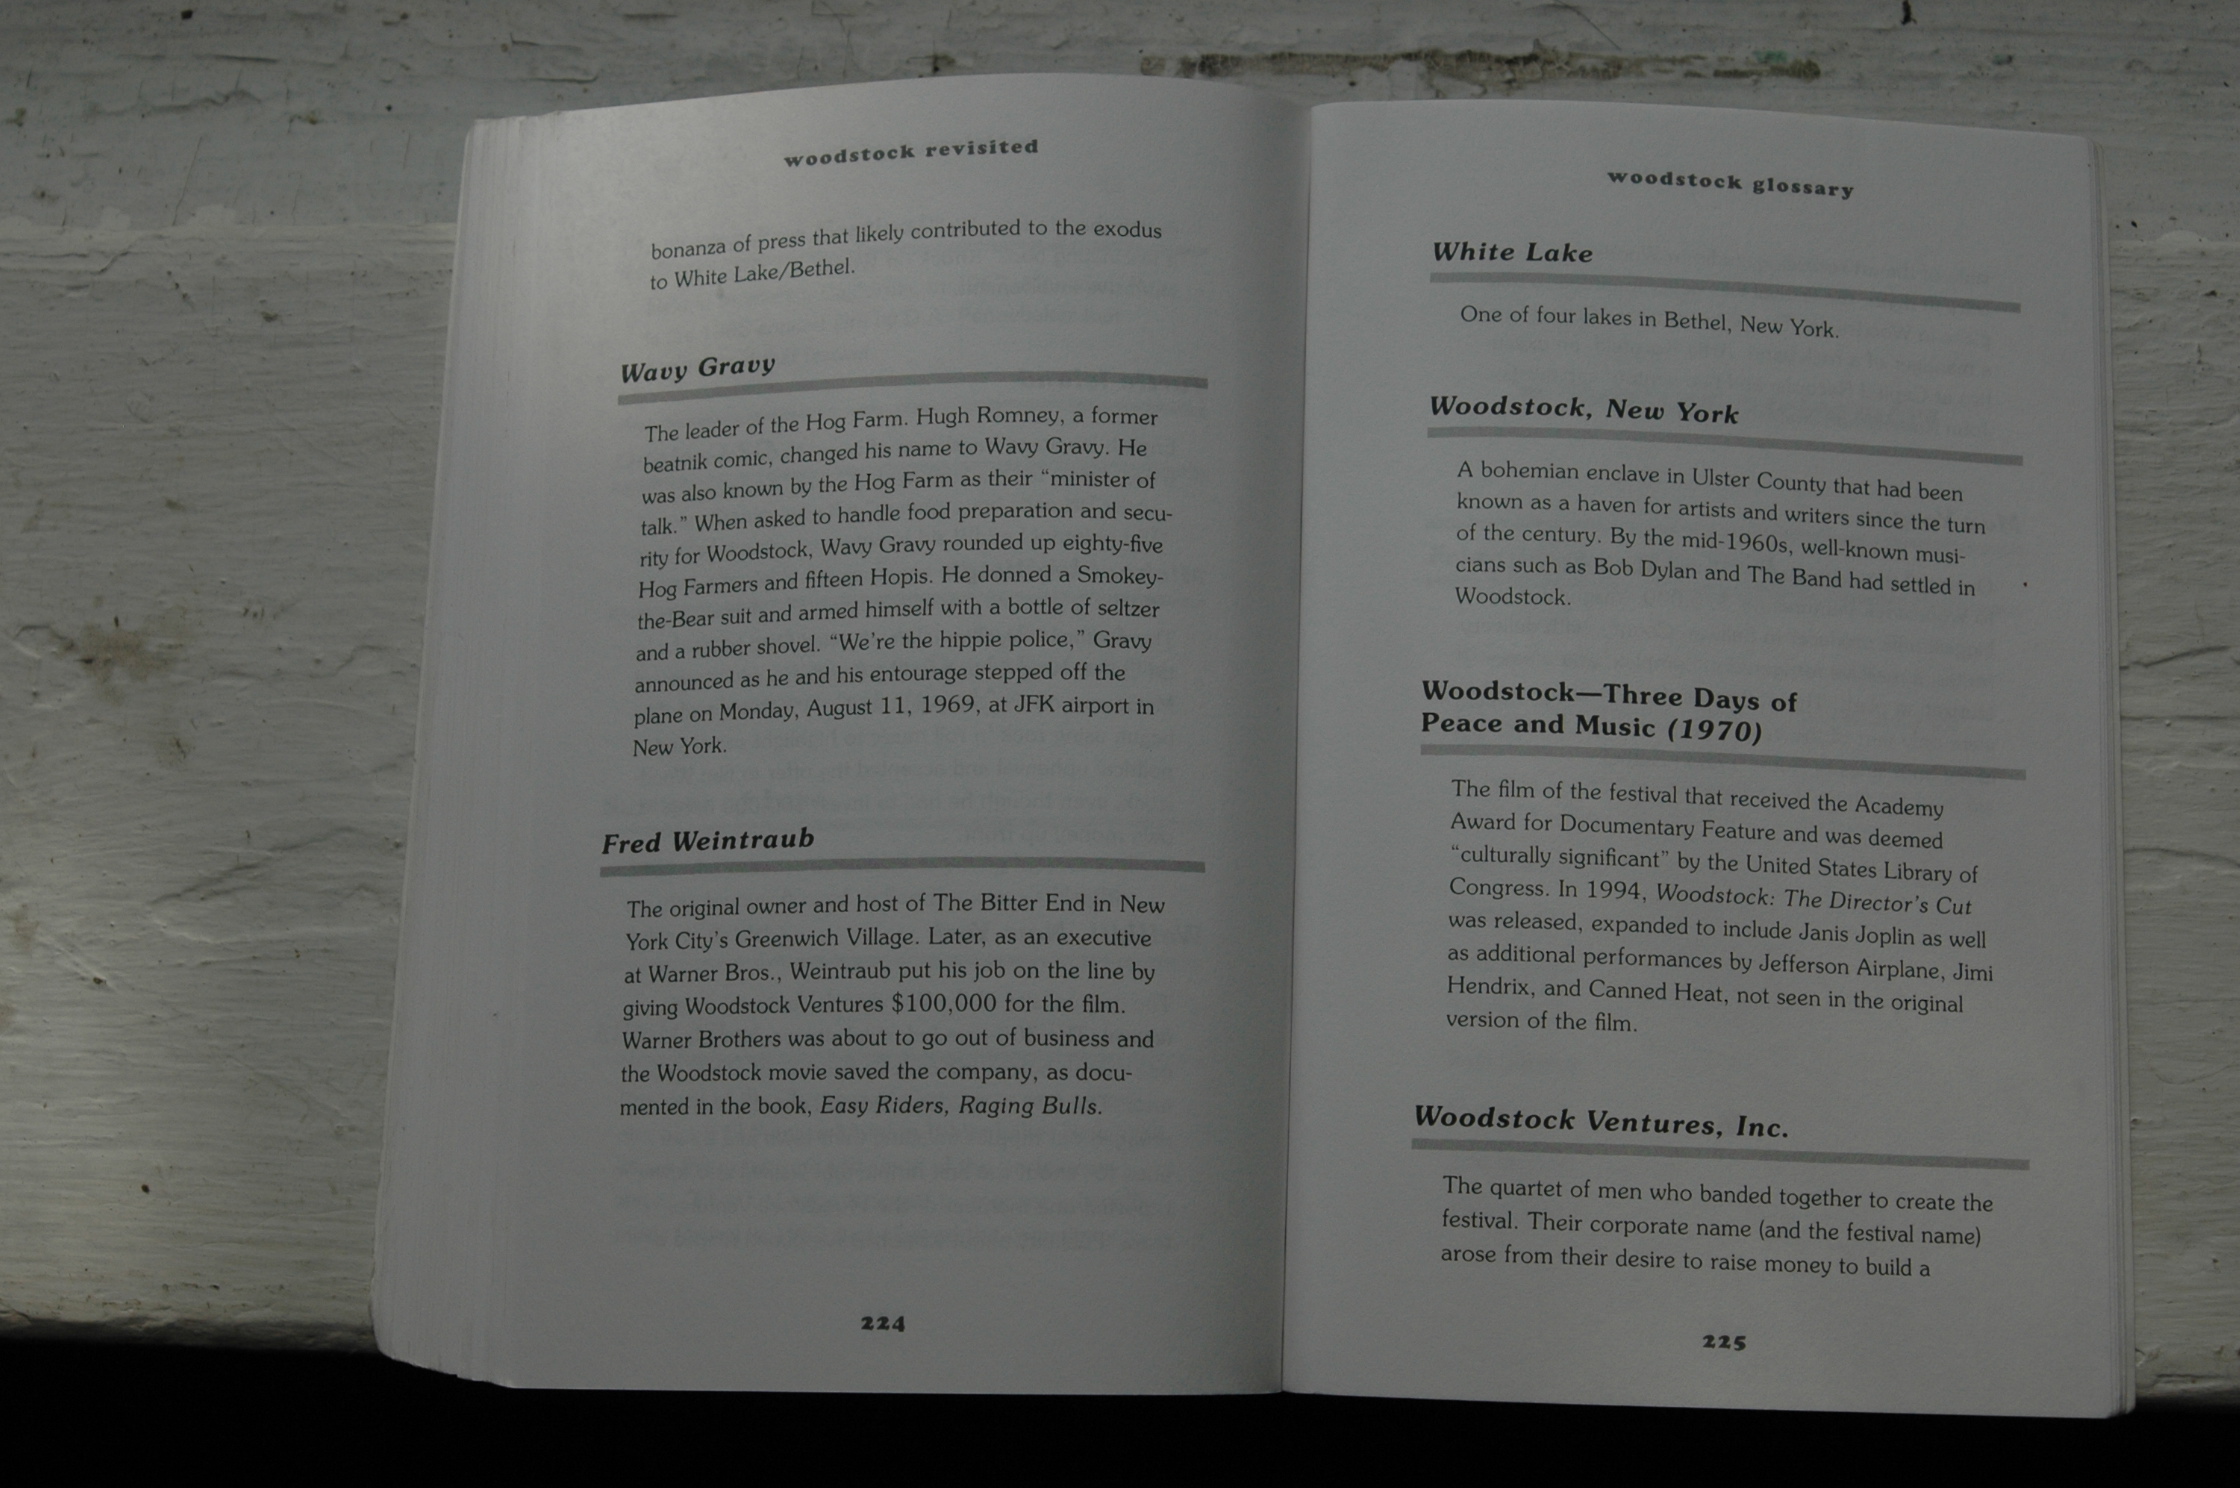 woodstock revisited
bonanza of press that likely contributed to the exodus
to White Lake/Bethel.
Wavy Gravy
The leader of the Hog Farm. Hugh Romney, a former
beatnik comic, changed his name to Wavy Gravy. He
was also known by the Hog Farm as their “minister of
talk.” When asked to handle food preparation and secu-
rity for Woodstock, Wavy Gravy rounded up eighty-five
Hog Farmers and fifteen Hopis. He donned a Smokey-
the-Bear suit and armed himself with a bottle of seltzer
and a rubber shovel. “We’re the hippie police,” Gravy
announced as he and his entourage stepped off the
plane on Monday, August 11, 1969, at JFK airport in
New York.
Fred Weintraub
The original owner and host of The Bitter End in New
York City’s Greenwich Village. Later, as an executive
at Warner Bros., Weintraub put his job on the line by
giving Woodstock Ventures $100,000 for the film.
Warner Brothers was about to go out of business and
the Woodstock movie saved the company, as docu-
mented in the book, Easy Riders, Raging Bulls.
224
woodstock glossary
White Lake
One of four lakes in Bethel, New York.
Woodstock, New York
A bohemian enclave in Ulster County that had been
known as a haven for artists and writers since the turn
of the century. By the mid-1960s, well-known musi-
cians such as Bob Dylan and The Band had settled in
Woodstock.
Woodstock—Three Days of
Peace and Music (1970)
The film of the festival that received the Academy
Award for Documentary Feature and was deemed
“culturally significant” by the United States Library of
Congress. In 1994, Woodstock: The Director’s Cut
was released, expanded to include Janis Joplin as well
as additional performances by Jefferson Airplane, Jimi
Hendrix, and Canned Heat, not seen in the original
version of the film.
Woodstock Ventures, Inc.
The quartet of men who banded together to create the
festival. Their corporate name (and the festival name)
arose from their desire to raise money to build a
225